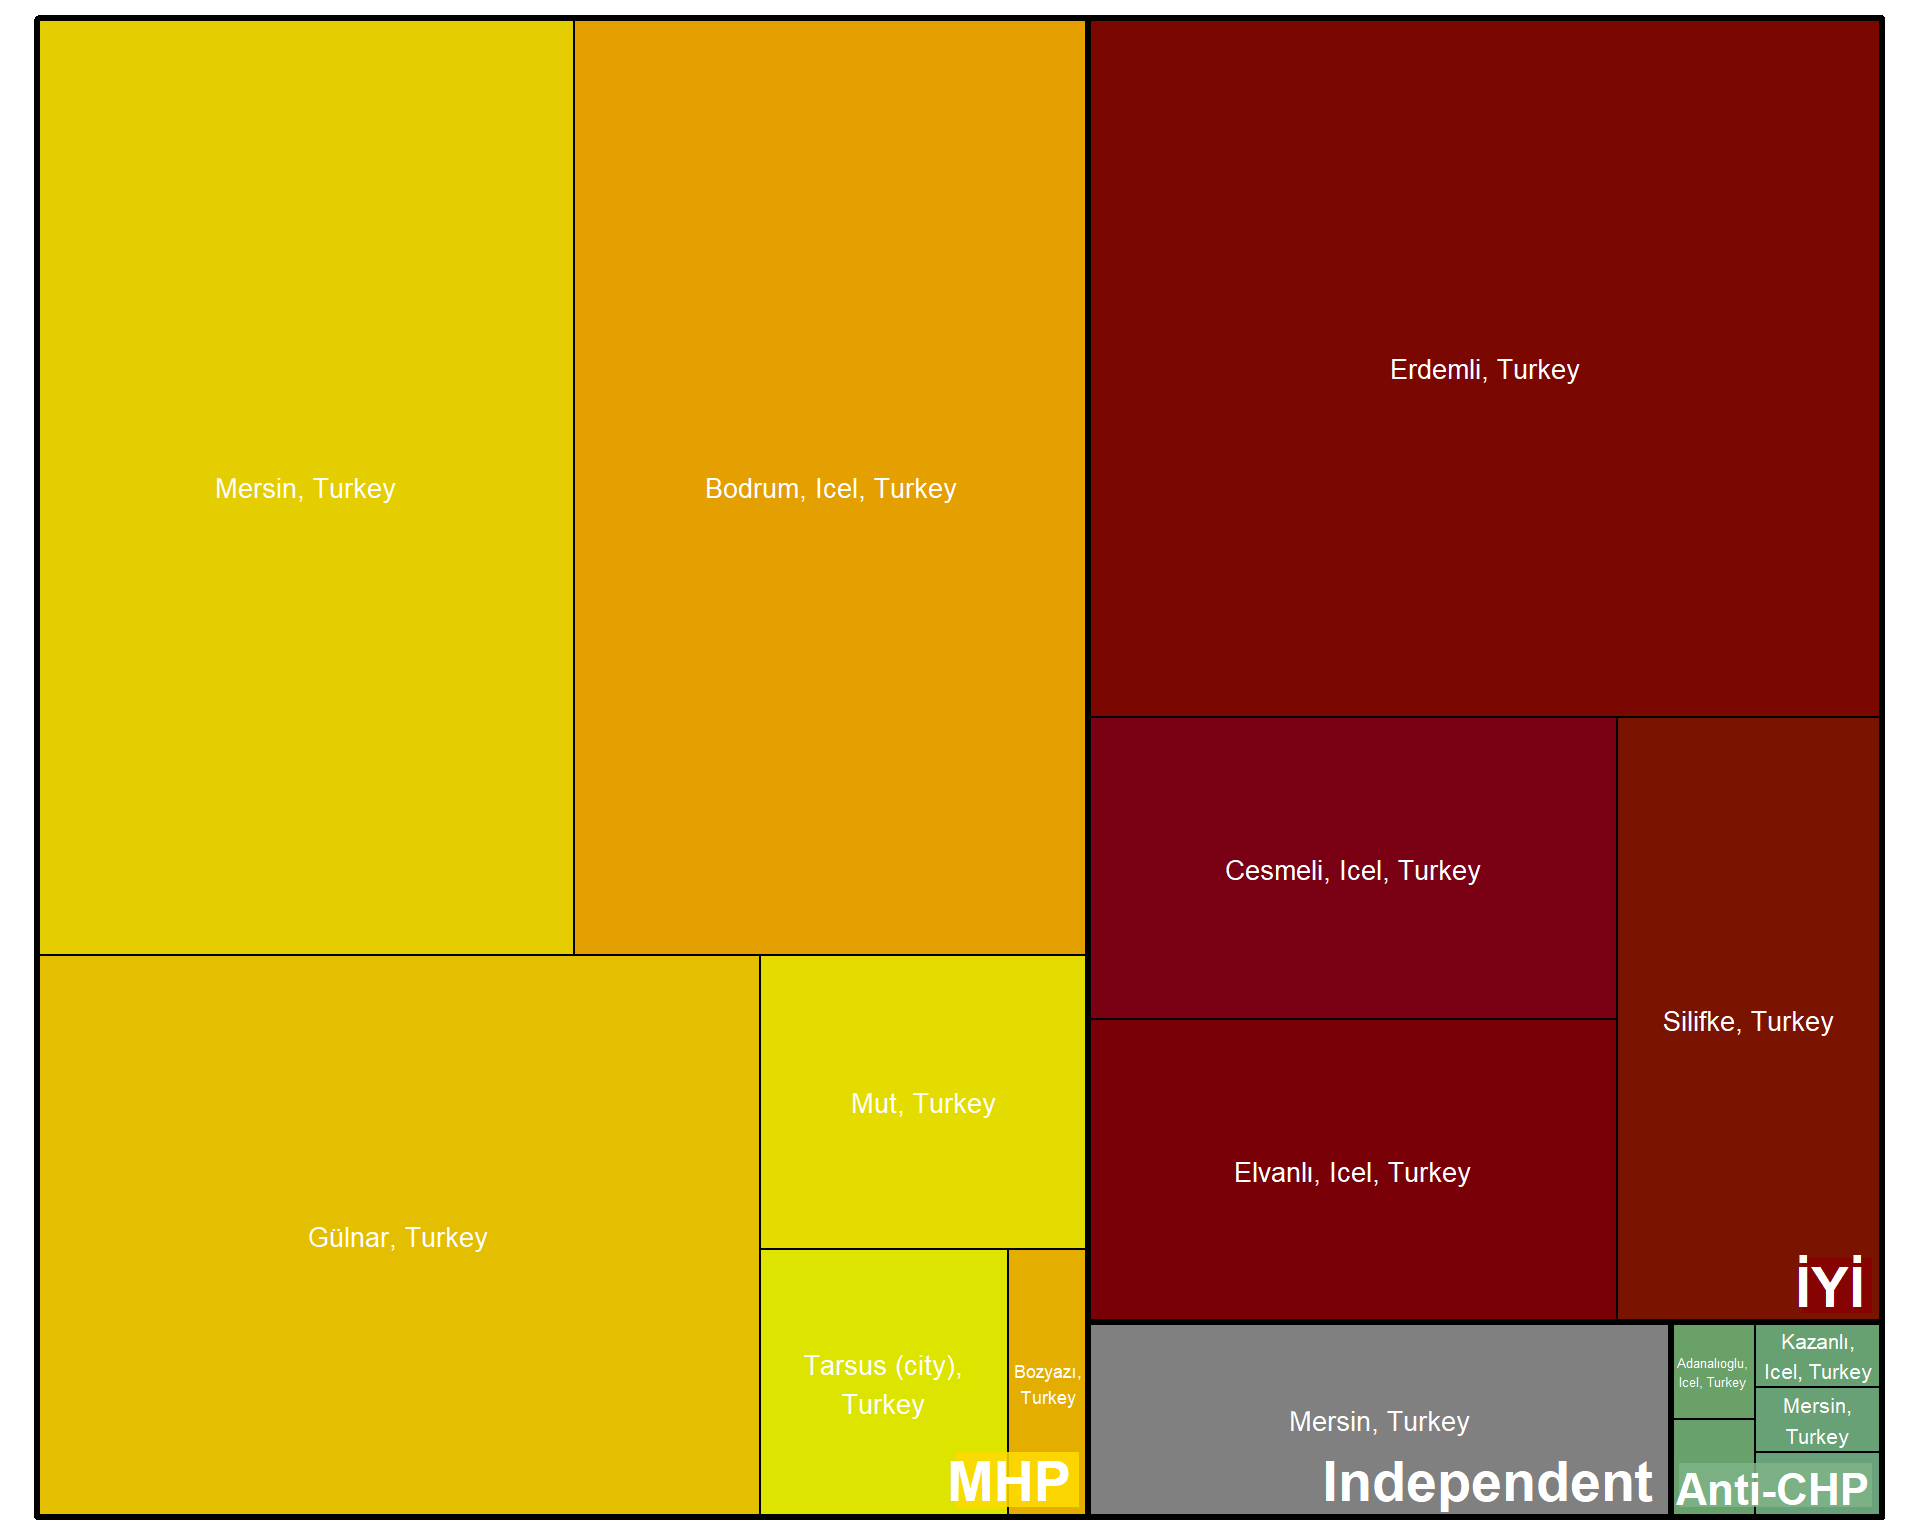 Mersin, Turkey
Bodrum, Icel, Turkey
Gülnar, Turkey
Mut, Turkey
Tarsus (city),
Turkey
Bozyazı,
Turkey
MHP
Erdemli, Turkey
Cesmeli, Icel, Turkey
Elvanlı, Icel, Turkey
Silifke, Turkey
İYİ
Mersin, Turkey
Independent
Adanalıoglu,
Icel, Turkey
Kazanlı,
Icel, Turkey
Mersin,
Turkey
Anti-CHP